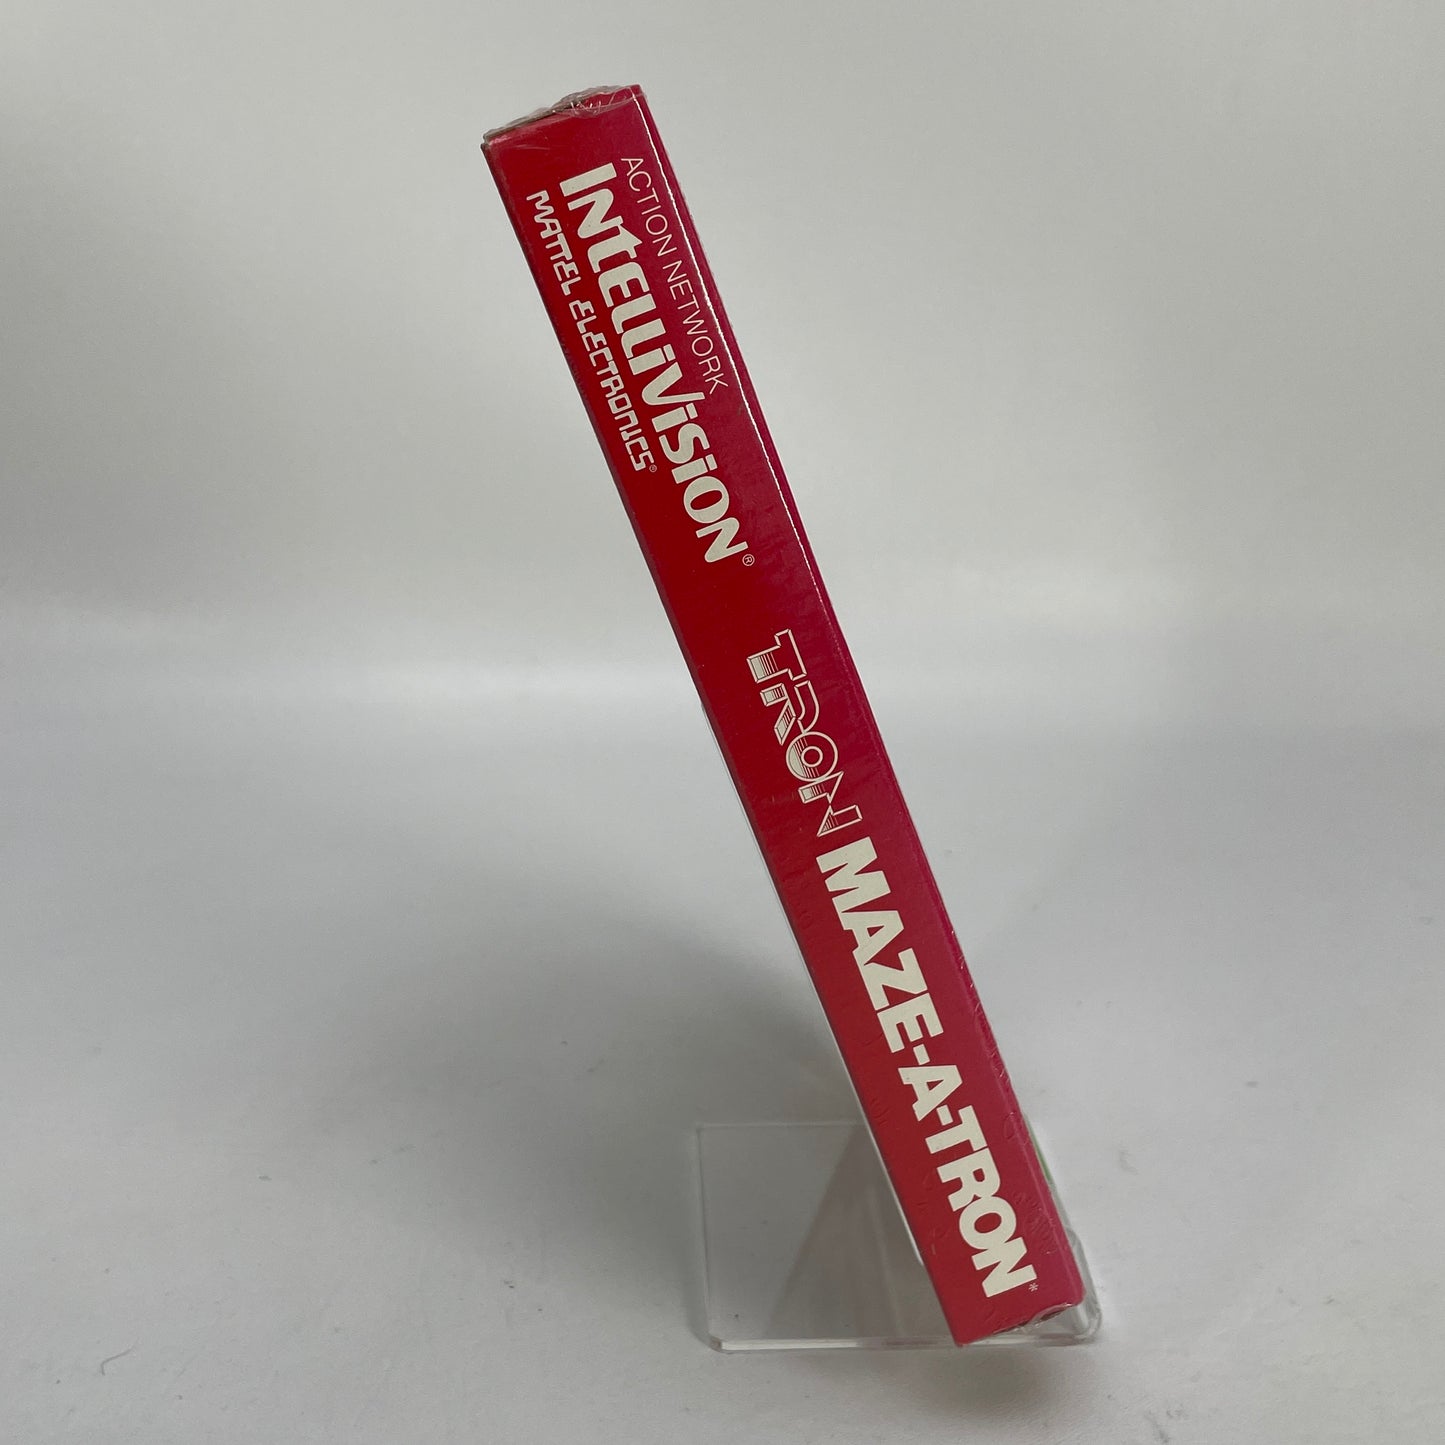 ACTION NETWORK
INTELLIVISION®
MATTEL ELECTRONICS®
TRON MAZE-A-TRON*